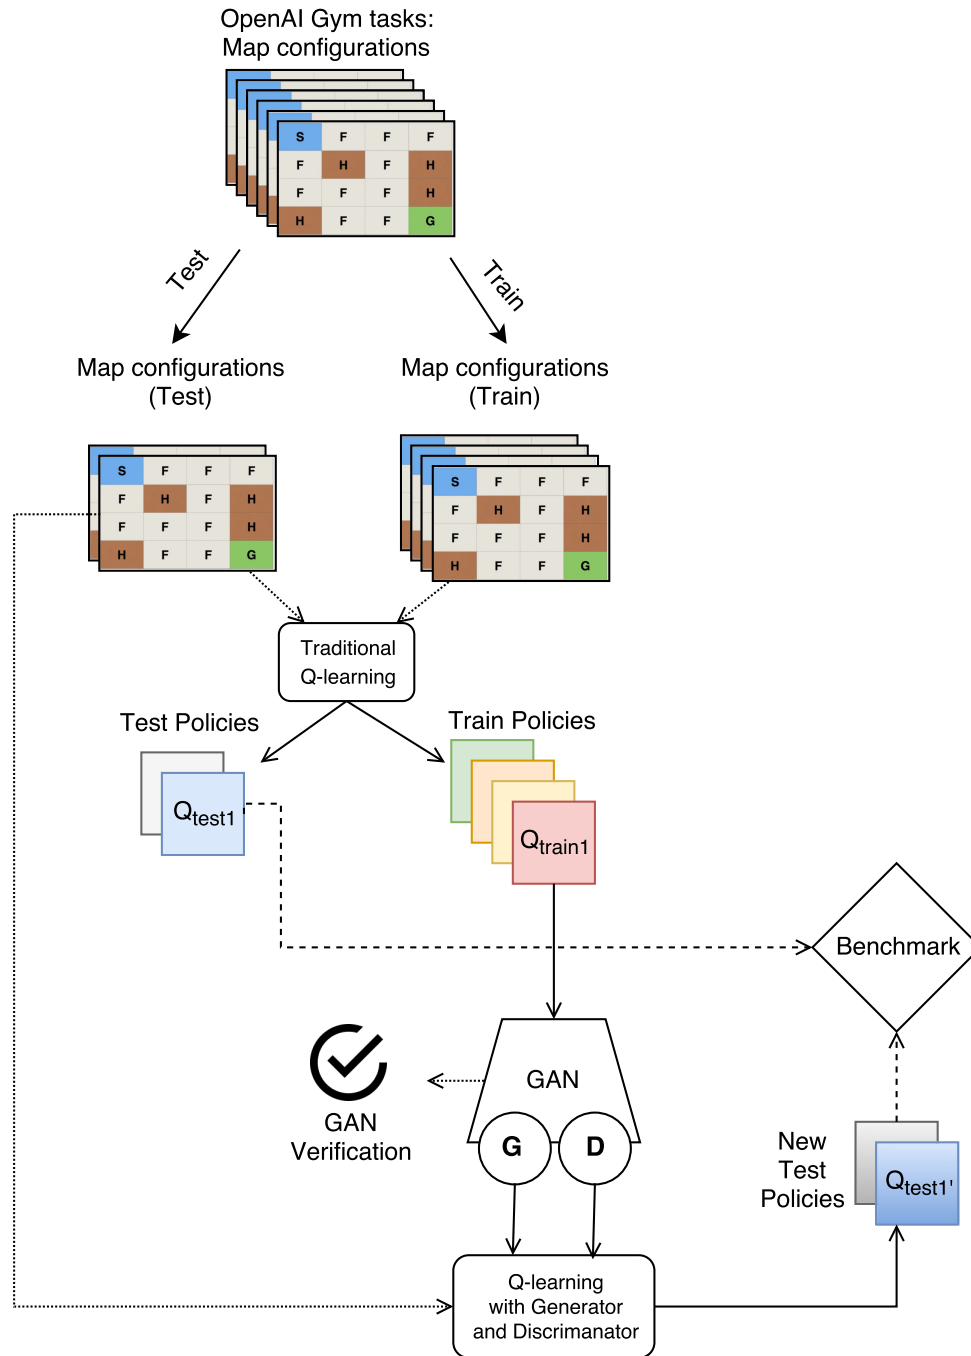 OpenAI Gym tasks:
Map configurations
S F F F
F H F H
F F F H
H F F G
Test
Train
Map configurations
(Test)
Map configurations
(Train)
S F F F
F H F H
F F F H
H F F G
S F F F
F H F H
F F F H
H F F G
Traditional
Q-learning
Test Policies
Train Policies
Qtest1
Qtrain1
Benchmark
GAN
GAN
Verification
G
D
New
Test
Policies
Qtest1'
Q-learning
with Generator
and Discrimanator